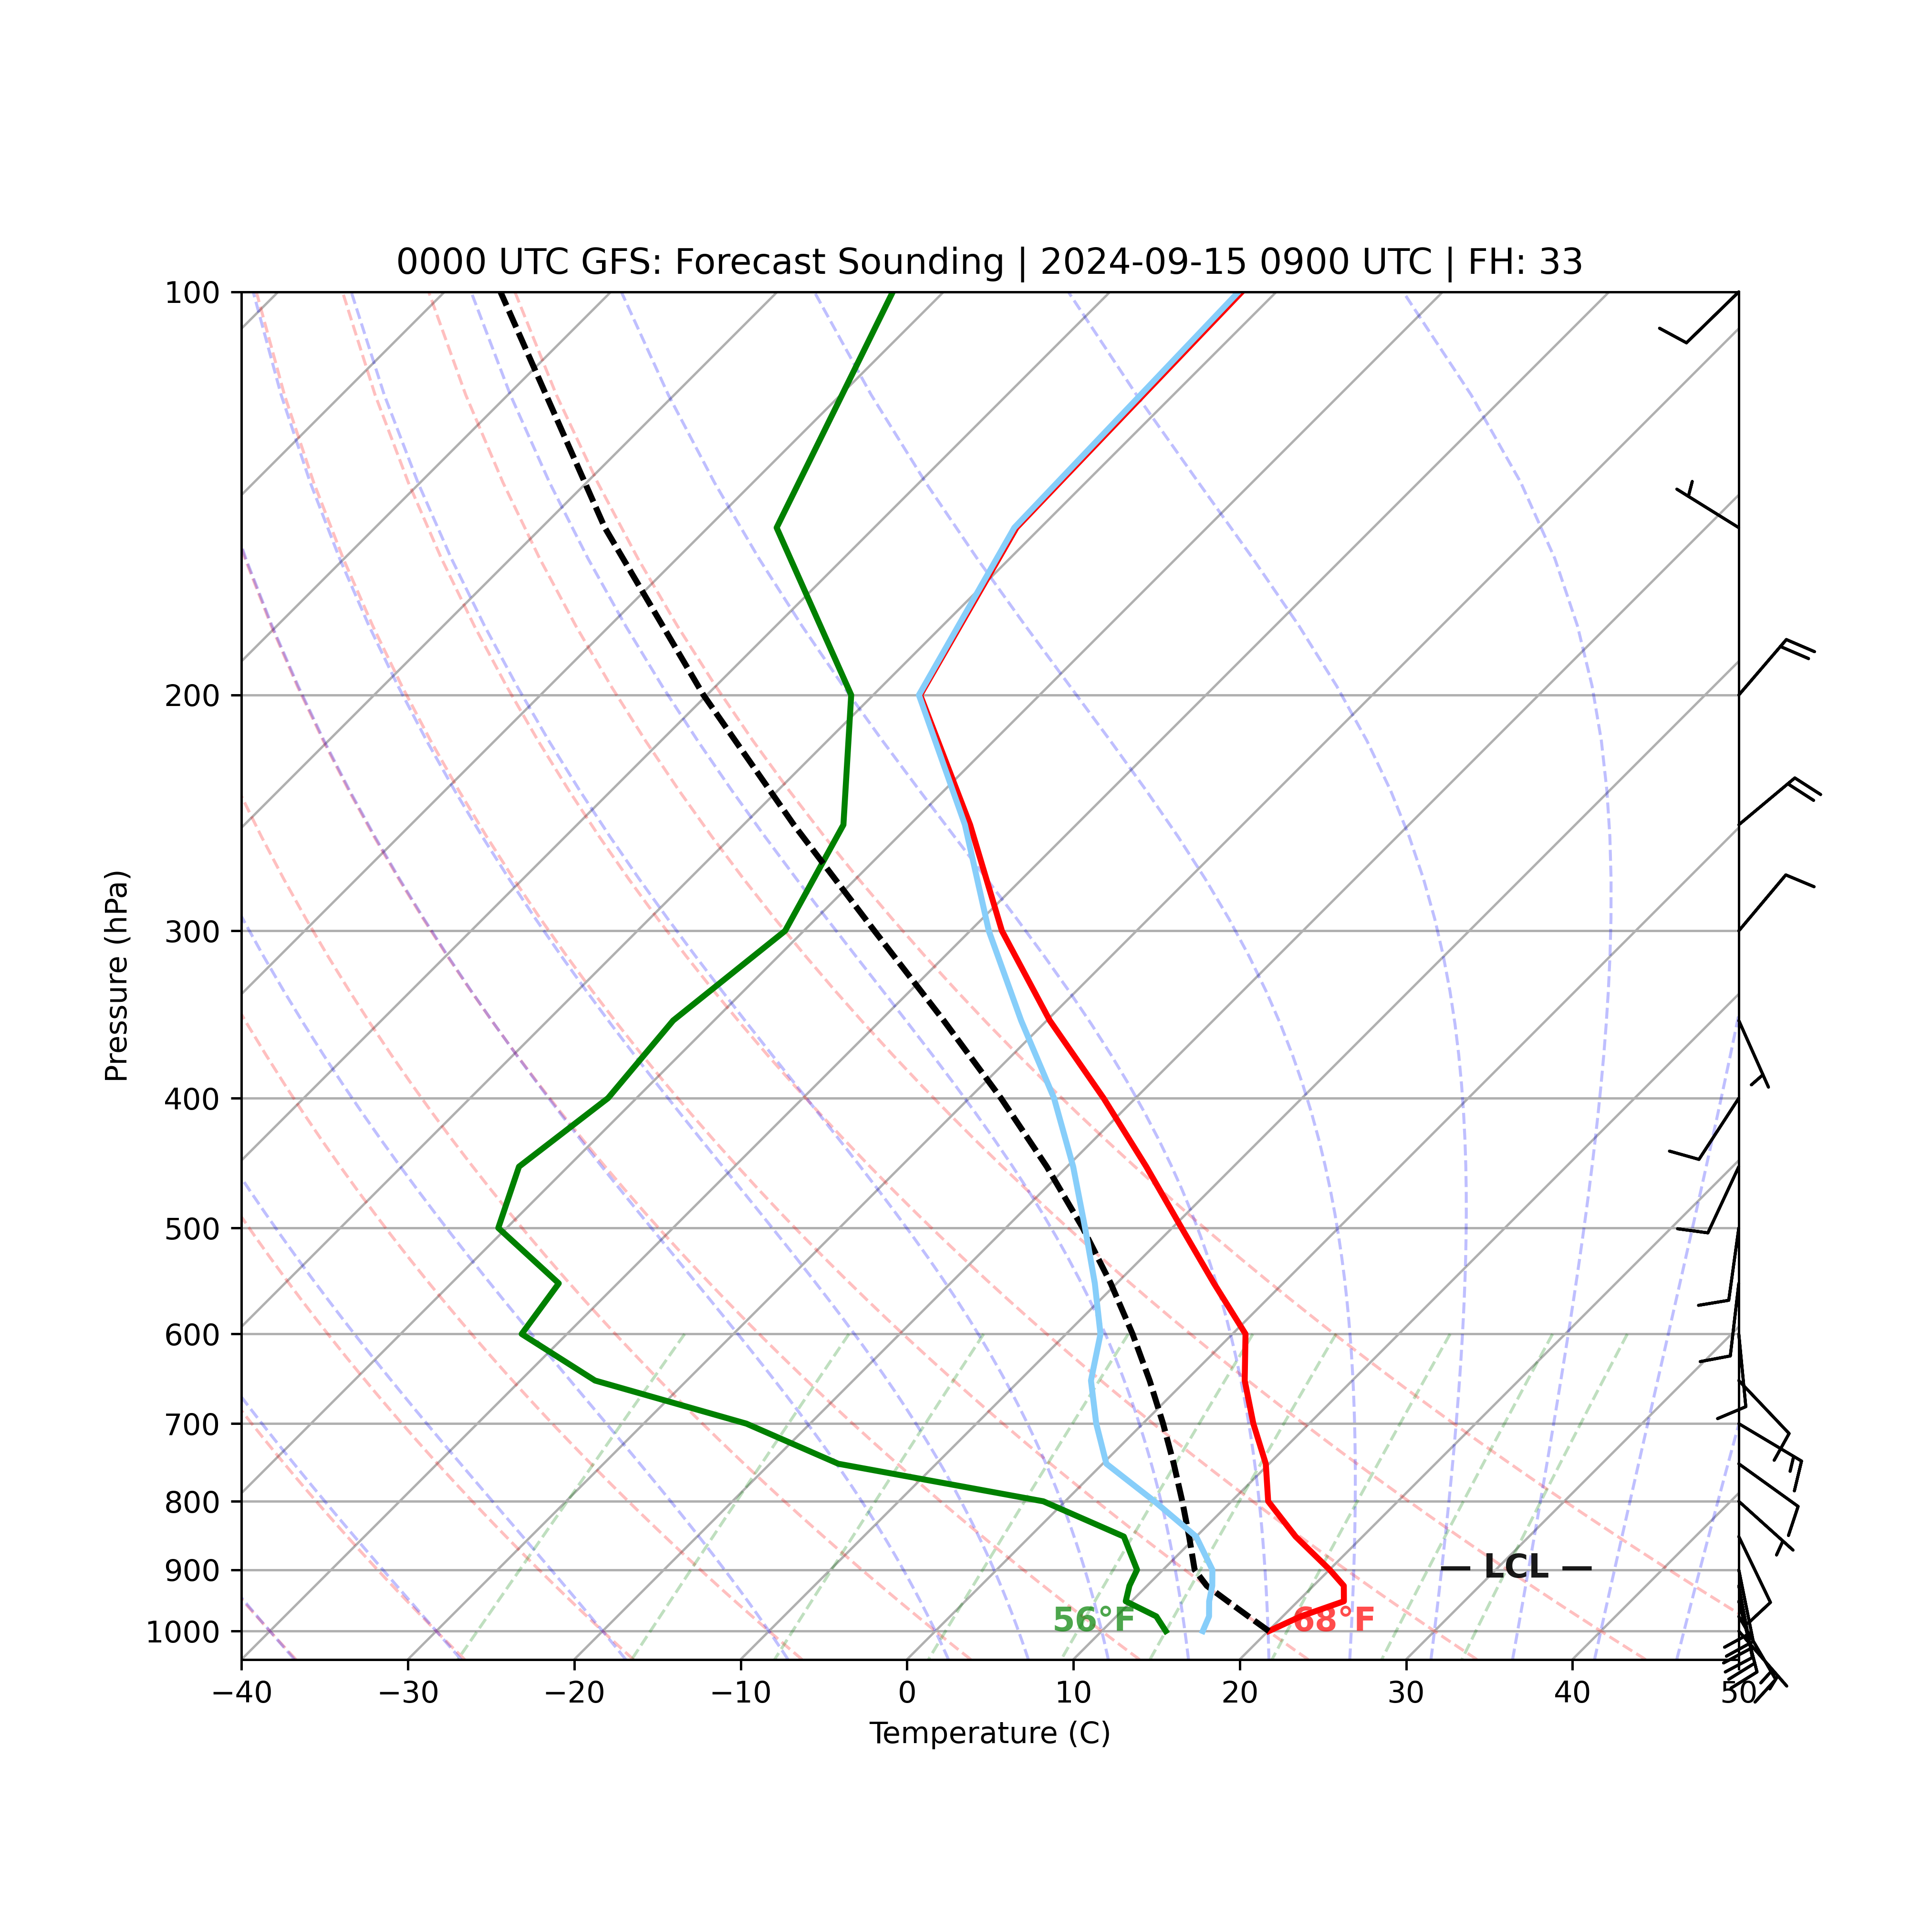 0000 UTC GFS: Forecast Sounding | 2024-09-15 0900 UTC | FH: 33
100
200
300
400
500
600
700
800
900
1000
Pressure (hPa)
— LCL —
56°F
68°F
−40 −30 −20 −10 0 10 20 30 40 50
Temperature (C)